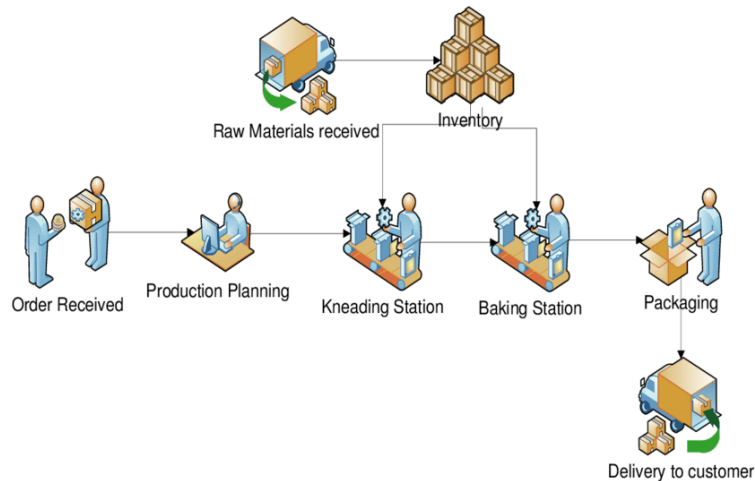 Raw Materials received
Inventory
Order Received
Production Planning
Kneading Station
Baking Station
Packaging
Delivery to customer